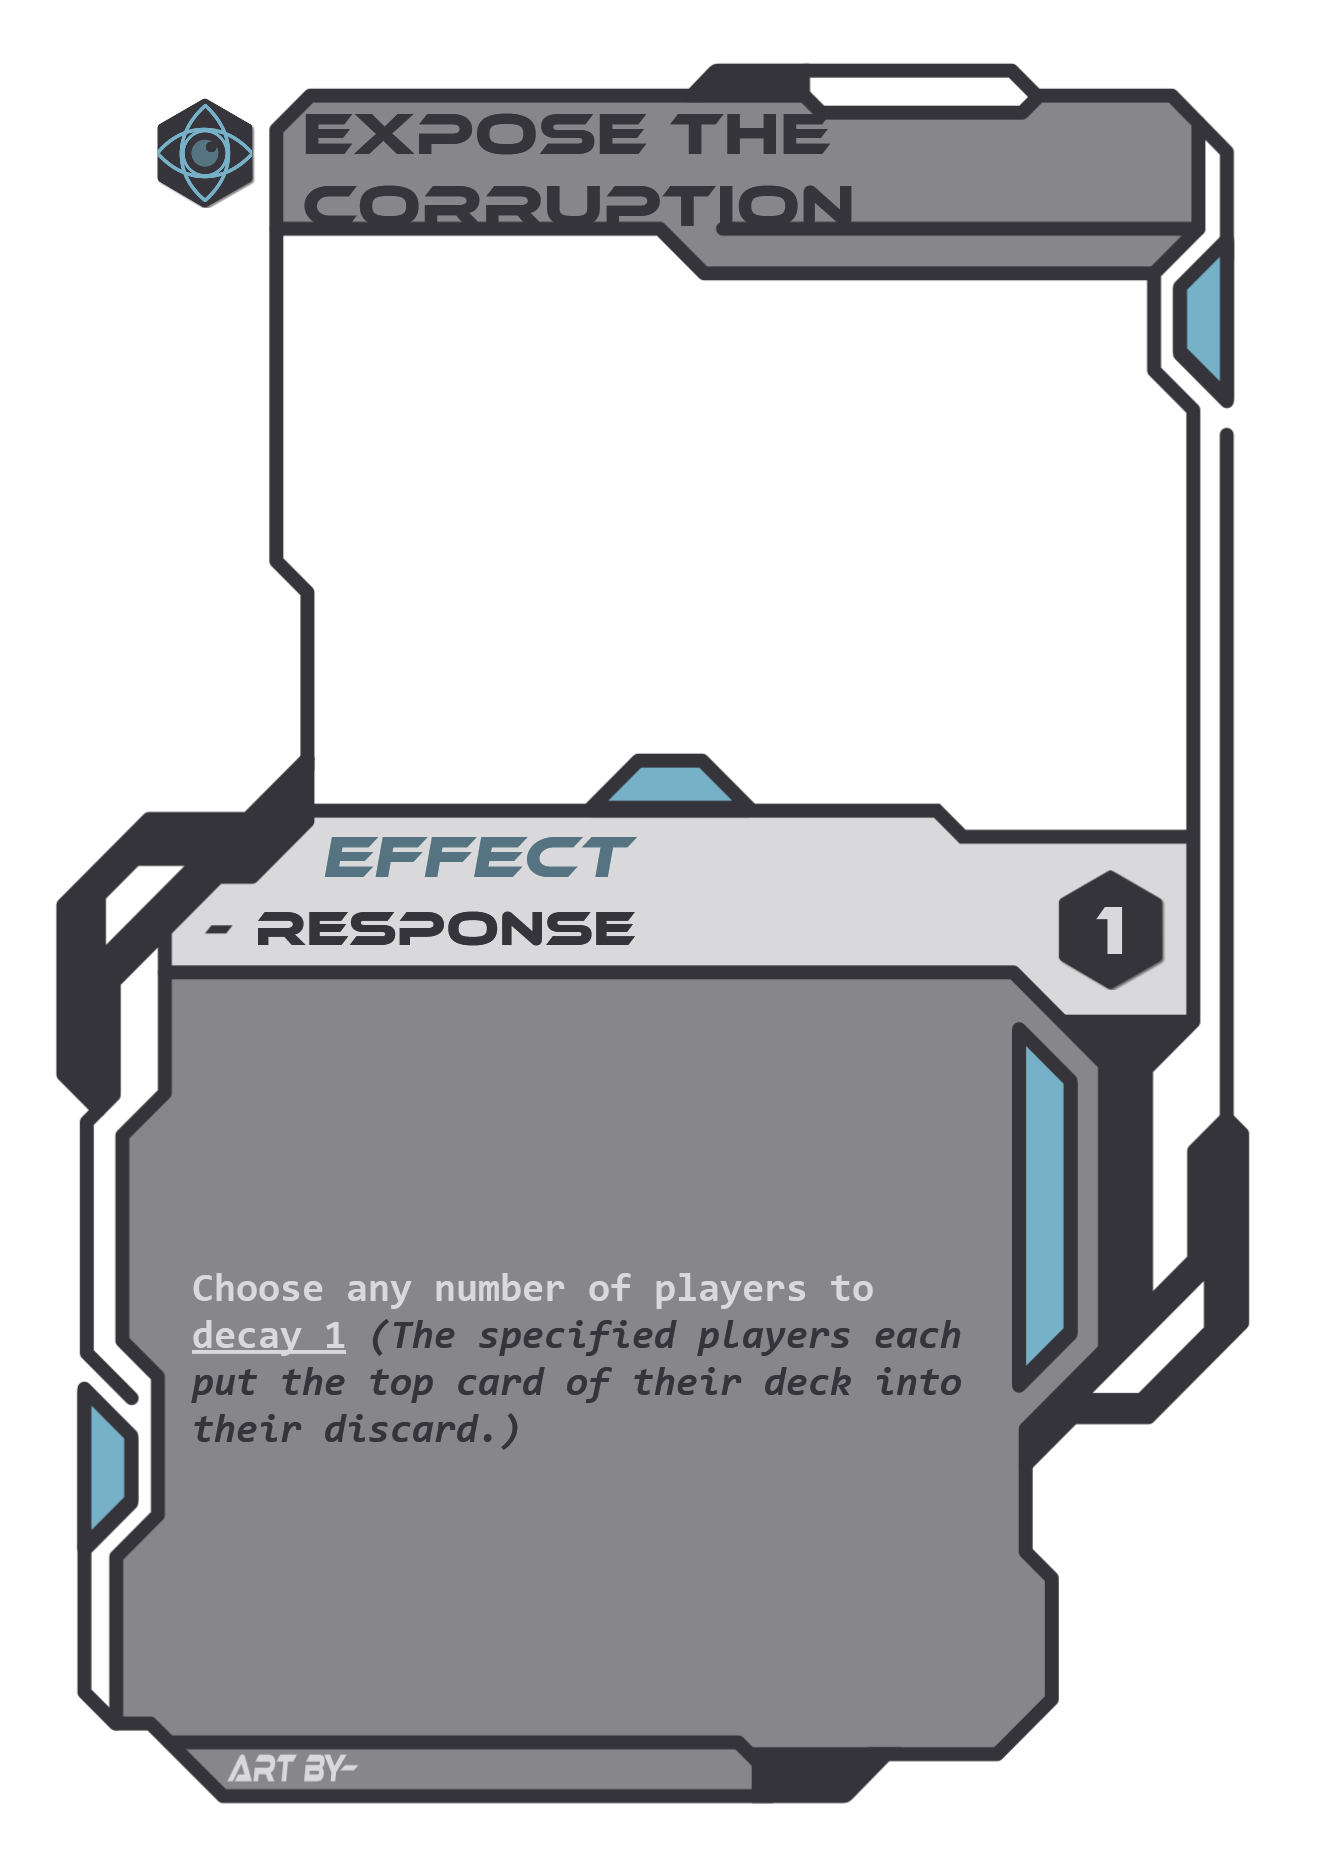 EXPOSE THE
CORRUPTION
EFFECT
- RESPONSE
1
Choose any number of players to
decay 1 (The specified players each
put the top card of their deck into
their discard.)
ART BY-